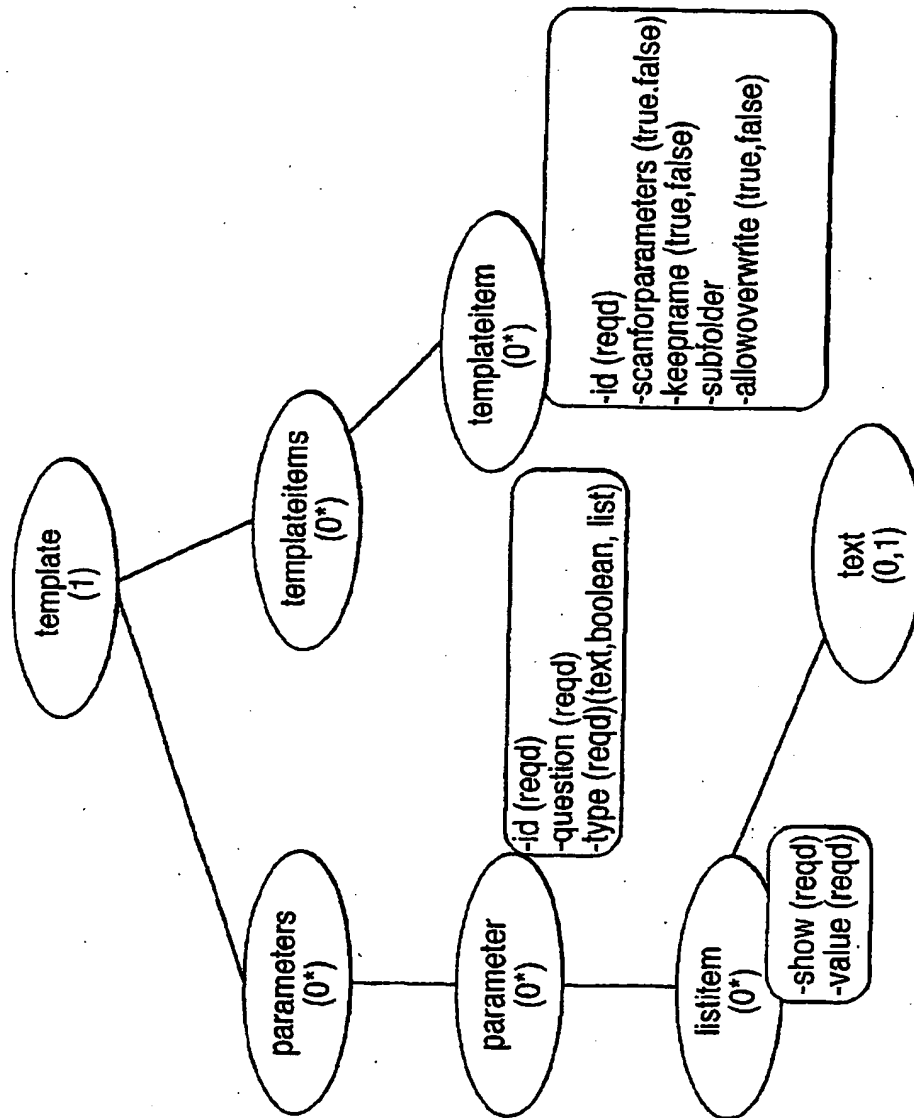 template
(1)
parameters
(0*)
templateitems
(0*)
parameter
(0*)
-id (reqd)
-question (reqd)
-type (reqd)(text,boolean, list)
templateitem
(0*)
-id (reqd)
-scanforparameters (true.false)
-keepname (true,false)
-subfolder
-allowoverwrite (true,false)
listitem
(0*)
-show (reqd)
-value (reqd)
text
(0,1)